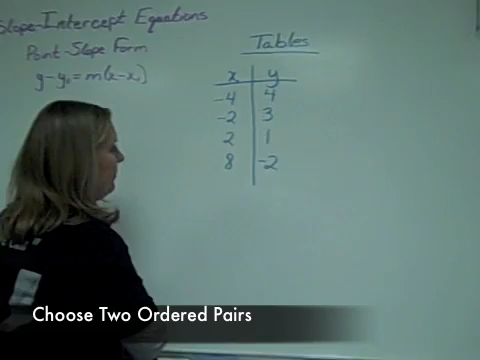 Slope-Intercept Equations
Point-Slope Form
y-y₁=m(x-x₁)
Tables
x y
-4 4
-2 3
2 1
8 -2
Choose Two Ordered Pairs